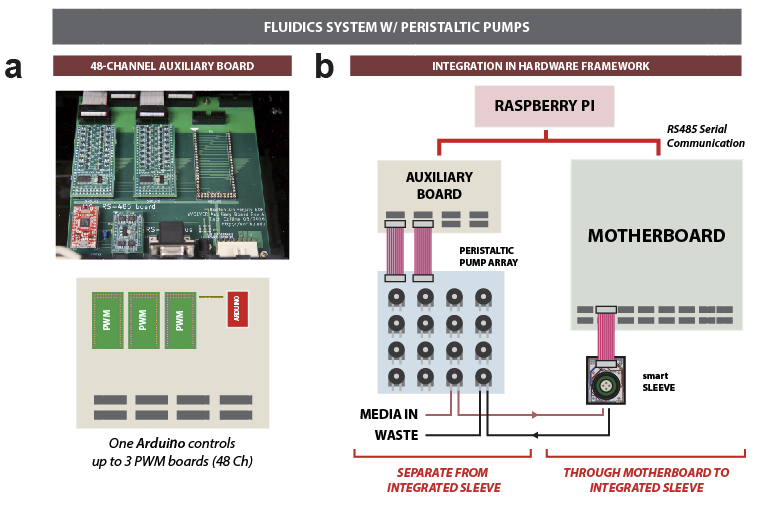 FLUIDICS SYSTEM W/ PERISTALTIC PUMPS
a
48-CHANNEL AUXILIARY BOARD
RS-485 board
PWM
PWM
PWM
ARDUINO
One Arduino controls
up to 3 PWM boards (48 Ch)
b
INTEGRATION IN HARDWARE FRAMEWORK
RASPBERRY PI
RS485 Serial
Communication
AUXILIARY
BOARD
MOTHERBOARD
PERISTALTIC
PUMP ARRAY
smart
SLEEVE
MEDIA IN
WASTE
SEPARATE FROM
INTEGRATED SLEEVE
THROUGH MOTHERBOARD TO
INTEGRATED SLEEVE